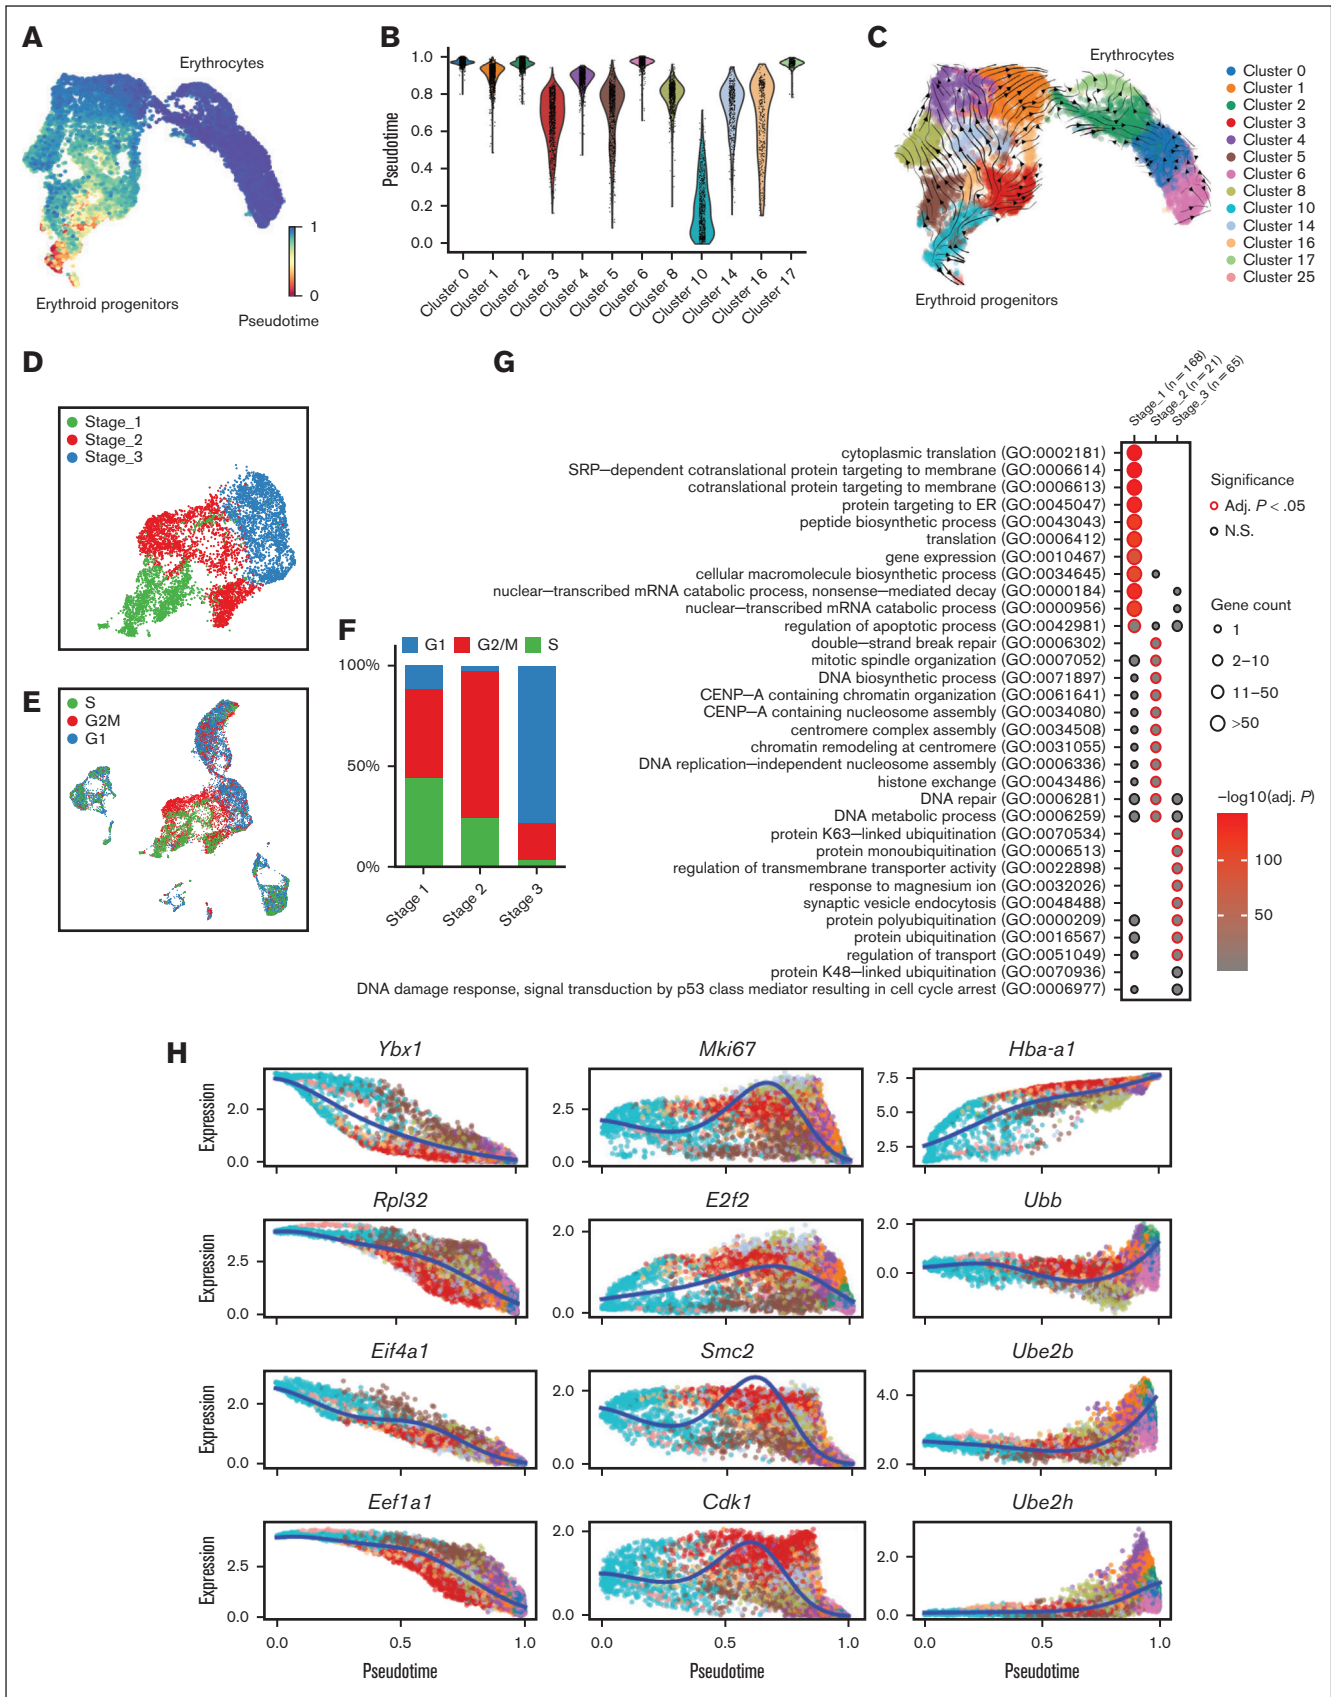 A
Erythrocytes
Erythroid progenitors
1
0
Pseudotime
B
Pseudotime
1.0
0.8
0.6
0.4
0.2
0.0
Cluster 0
Cluster 1
Cluster 2
Cluster 3
Cluster 4
Cluster 5
Cluster 6
Cluster 8
Cluster 10
Cluster 14
Cluster 16
Cluster 17
C
Erythrocytes
Erythroid progenitors
Cluster 0
Cluster 1
Cluster 2
Cluster 3
Cluster 4
Cluster 5
Cluster 6
Cluster 8
Cluster 10
Cluster 14
Cluster 16
Cluster 17
Cluster 25
D
Stage_1
Stage_2
Stage_3
E
S
G2M
G1
F
G1 G2/M S
100%
50%
0%
Stage 1
Stage 2
Stage 3
G
Stage_1 (n = 168)
Stage_2 (n = 21)
Stage_3 (n = 65)
cytoplasmic translation (GO:0002181)
SRP−dependent cotranslational protein targeting to membrane (GO:0006614)
cotranslational protein targeting to membrane (GO:0006613)
protein targeting to ER (GO:0045047)
peptide biosynthetic process (GO:0043043)
translation (GO:0006412)
gene expression (GO:0010467)
cellular macromolecule biosynthetic process (GO:0034645)
nuclear−transcribed mRNA catabolic process, nonsense−mediated decay (GO:0000184)
nuclear−transcribed mRNA catabolic process (GO:0000956)
regulation of apoptotic process (GO:0042981)
double−strand break repair (GO:0006302)
mitotic spindle organization (GO:0007052)
DNA biosynthetic process (GO:0071897)
CENP−A containing chromatin organization (GO:0061641)
CENP−A containing nucleosome assembly (GO:0034080)
centromere complex assembly (GO:0034508)
chromatin remodeling at centromere (GO:0031055)
DNA replication−independent nucleosome assembly (GO:0006336)
histone exchange (GO:0043486)
DNA repair (GO:0006281)
DNA metabolic process (GO:0006259)
protein K63−linked ubiquitination (GO:0070534)
protein monoubiquitination (GO:0006513)
regulation of transmembrane transporter activity (GO:0022898)
response to magnesium ion (GO:0032026)
synaptic vesicle endocytosis (GO:0048488)
protein polyubiquitination (GO:0000209)
protein ubiquitination (GO:0016567)
regulation of transport (GO:0051049)
protein K48−linked ubiquitination (GO:0070936)
DNA damage response, signal transduction by p53 class mediator resulting in cell cycle arrest (GO:0006977)
Significance
Adj. P < .05
N.S.
Gene count
1
2−10
11−50
>50
−log10(adj. P)
100
50
H
Ybx1
Expression
2.0
0.0
Mki67
2.5
0.0
Hba-a1
7.5
5.0
2.5
Rpl32
Expression
2.5
0.0
E2f2
2.0
0.0
Ubb
2.0
0.0
Eif4a1
Expression
2.0
0.0
Smc2
2.0
0.0
Ube2b
4.0
2.0
Eef1a1
Expression
2.5
0.0
0.0 0.5 1.0
Pseudotime
Cdk1
2.0
0.0
0.0 0.5 1.0
Pseudotime
Ube2h
2.0
0.0
0.0 0.5 1.0
Pseudotime